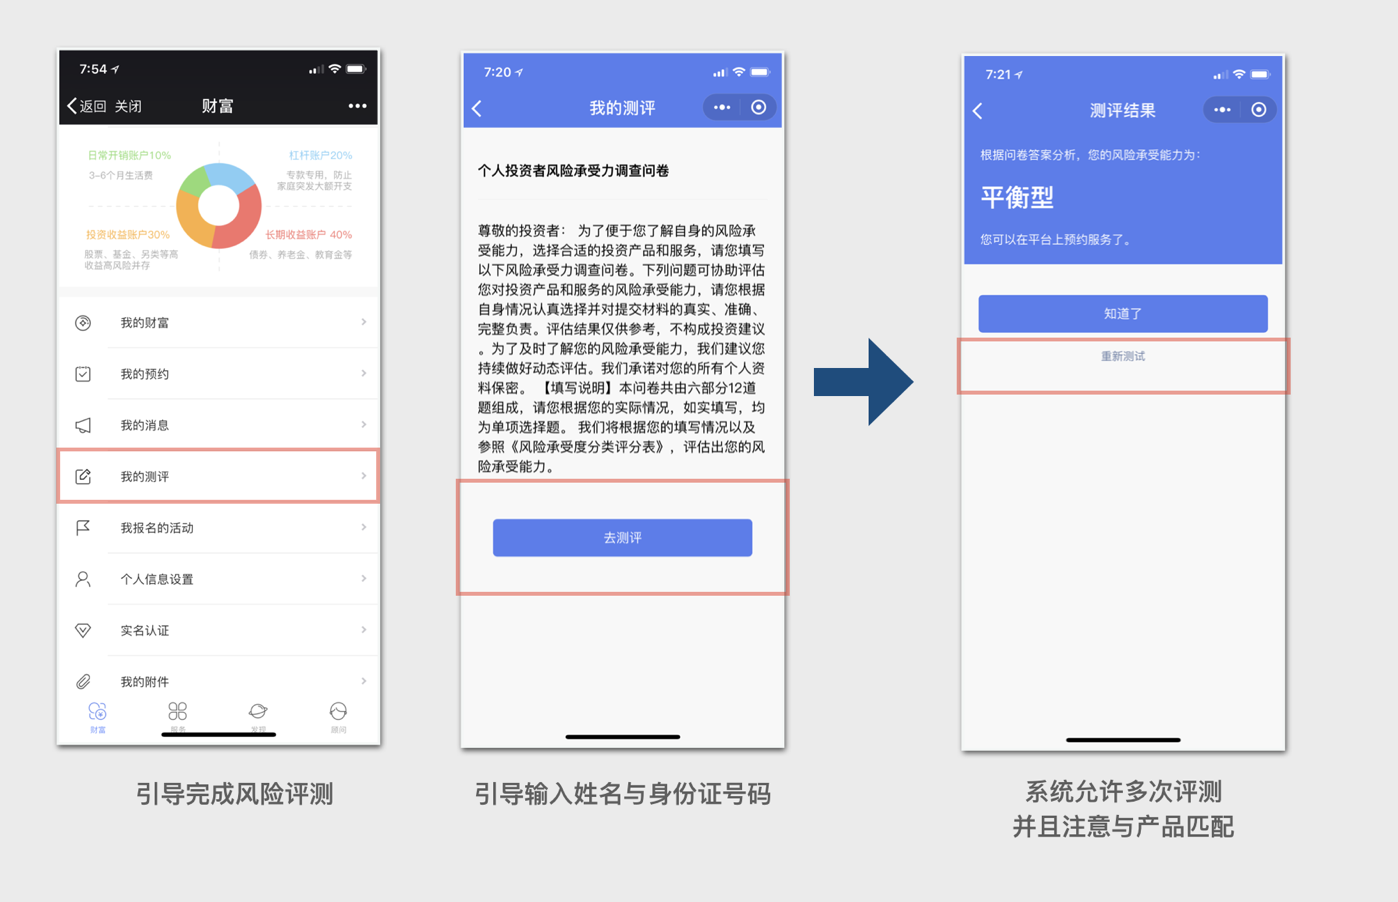 7:54
返回 关闭
财富
日常开销账户10%
3-6个月生活费
杠杆账户20%
专款专用，防止
家庭突发大额开支
投资收益账户30%
股票、基金、另类等高
收益高风险并存
长期收益账户 40%
债券、养老金、教育金等
我的财富
我的预约
我的消息
我的测评
我报名的活动
个人信息设置
实名认证
我的附件
财富
服务
发现
顾问
引导完成风险评测
7:20
我的测评
个人投资者风险承受力调查问卷
尊敬的投资者： 为了便于您了解自身的风险承
受能力，选择合适的投资产品和服务，请您填写
以下风险承受力调查问卷。下列问题可协助评估
您对投资产品和服务的风险承受能力，请您根据
自身情况认真选择并对提交材料的真实、准确、
完整负责。评估结果仅供参考，不构成投资建议
。为了及时了解您的风险承受能力，我们建议您
持续做好动态评估。我们承诺对您的所有个人资
料保密。 【填写说明】本问卷共由六部分12道
题组成，请您根据您的实际情况，如实填写，均
为单项选择题。 我们将根据您的填写情况以及
参照《风险承受度分类评分表》，评估出您的风
险承受能力。
去测评
引导输入姓名与身份证号码
7:21
测评结果
根据问卷答案分析，您的风险承受能力为：
平衡型
您可以在平台上预约服务了。
知道了
重新测试
系统允许多次评测
并且注意与产品匹配